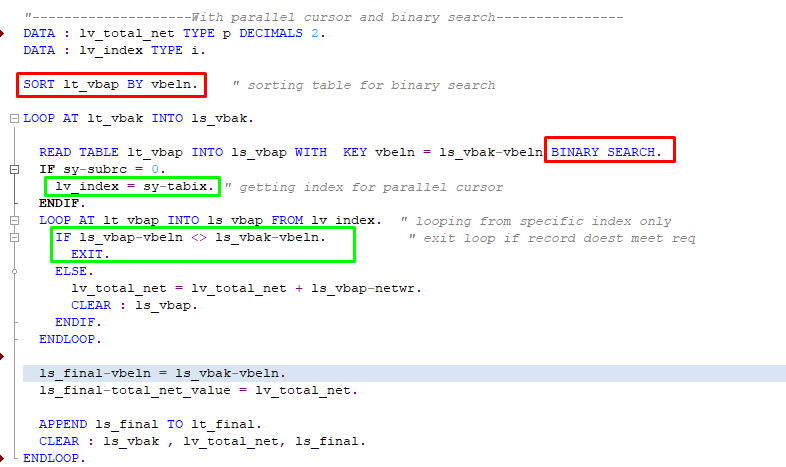 "--------------------With parallel cursor and binary search----------------
DATA : lv_total_net TYPE p DECIMALS 2.
DATA : lv_index TYPE i.
SORT lt_vbap BY vbeln.    " sorting table for binary search
LOOP AT lt_vbak INTO ls_vbak.
READ TABLE lt_vbap INTO ls_vbap WITH  KEY vbeln = ls_vbak-vbeln BINARY SEARCH.
IF sy-subrc = 0.
lv_index = sy-tabix. " getting index for parallel cursor
ENDIF.
LOOP AT lt_vbap INTO ls_vbap FROM lv_index.  " looping from specific index only
IF ls_vbap-vbeln <> ls_vbak-vbeln.          " exit loop if record doest meet req
EXIT.
ELSE.
lv_total_net = lv_total_net + ls_vbap-netwr.
CLEAR : ls_vbap.
ENDIF.
ENDLOOP.
ls_final-vbeln = ls_vbak-vbeln.
ls_final-total_net_value = lv_total_net.
APPEND ls_final TO lt_final.
CLEAR : ls_vbak , lv_total_net, ls_final.
ENDLOOP.